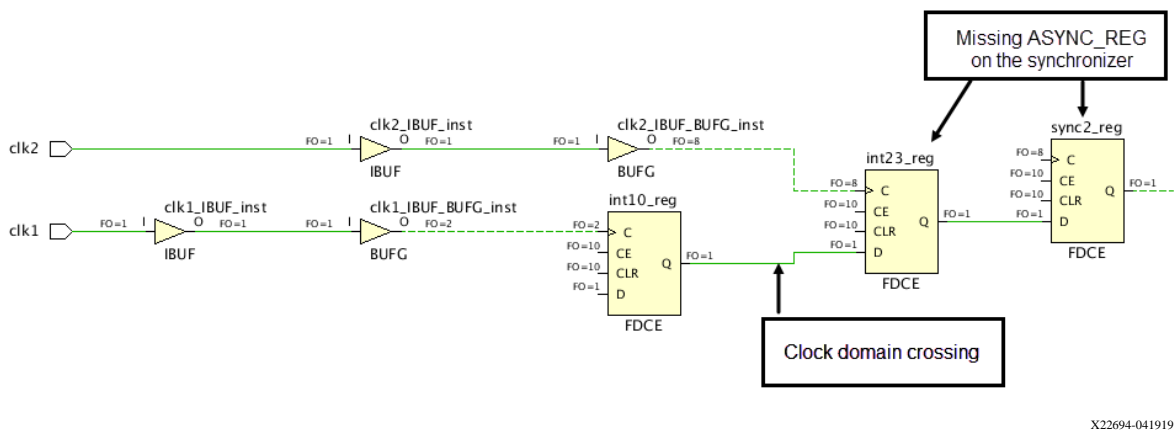 Missing ASYNC_REG
on the synchronizer
clk2_IBUF_inst
clk2_IBUF_BUFG_inst
sync2_reg
clk2
FO=1
I
O
FO=1
FO=1
I
O
FO=8
IBUF
BUFG
int23_reg
FO=8
C
FO=10
CE
FO=10
CLR
FO=1
D
Q
FO=1
FDCE
clk1_IBUF_inst
clk1_IBUF_BUFG_inst
int10_reg
clk1
FO=1
I
O
FO=1
FO=1
I
O
FO=2
IBUF
BUFG
FO=2
C
FO=10
CE
FO=10
CLR
FO=1
D
Q
FO=1
FDCE
FO=8
C
FO=10
CE
FO=10
CLR
FO=1
D
Q
FO=1
FDCE
Clock domain crossing
X22694-041919